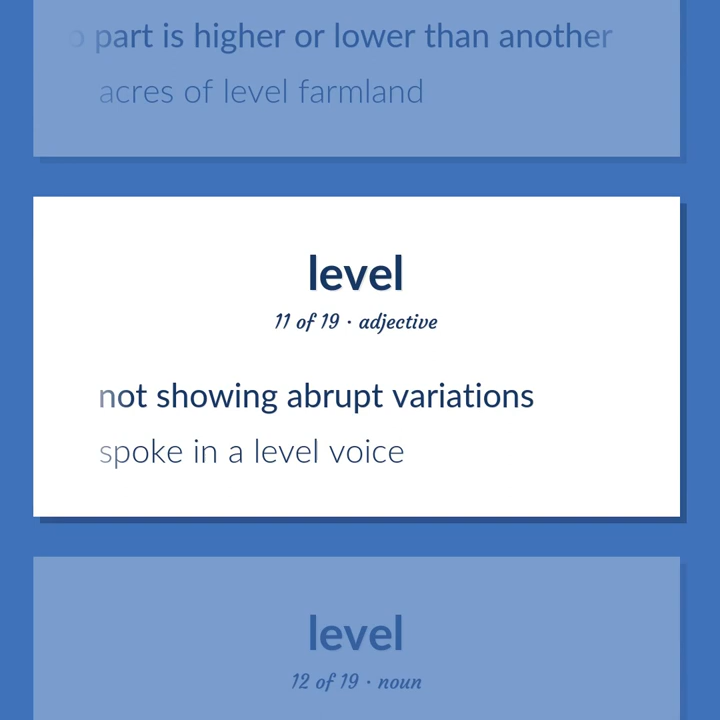 part is higher or lower than another
acres of level farmland
level
11 of 19 · adjective
not showing abrupt variations
spoke in a level voice
level
12 of 19 · noun